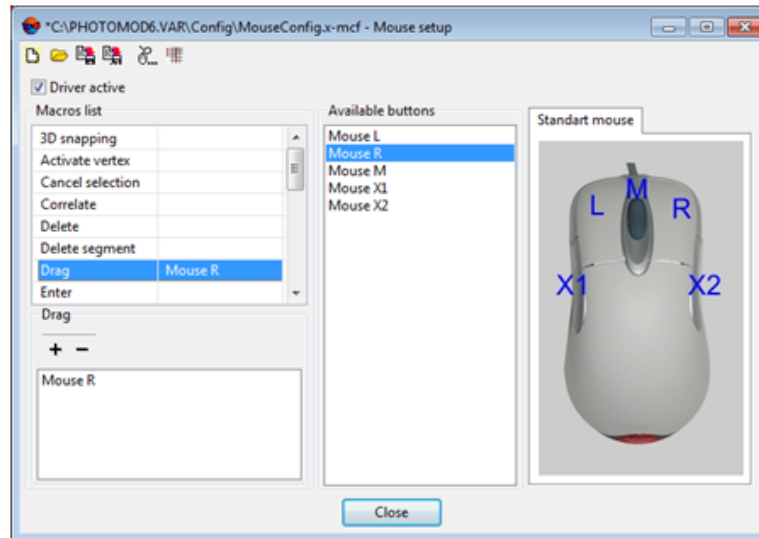 *C:\PHOTOMOD6.VAR\Config\MouseConfig.x-mcf - Mouse setup
Driver active
Macros list
3D snapping
Activate vertex
Cancel selection
Correlate
Delete
Delete segment
Drag Mouse R
Enter
Drag
+ −
Mouse R
Available buttons
Mouse L
Mouse R
Mouse M
Mouse X1
Mouse X2
Standart mouse
M
L R
X1 X2
Close